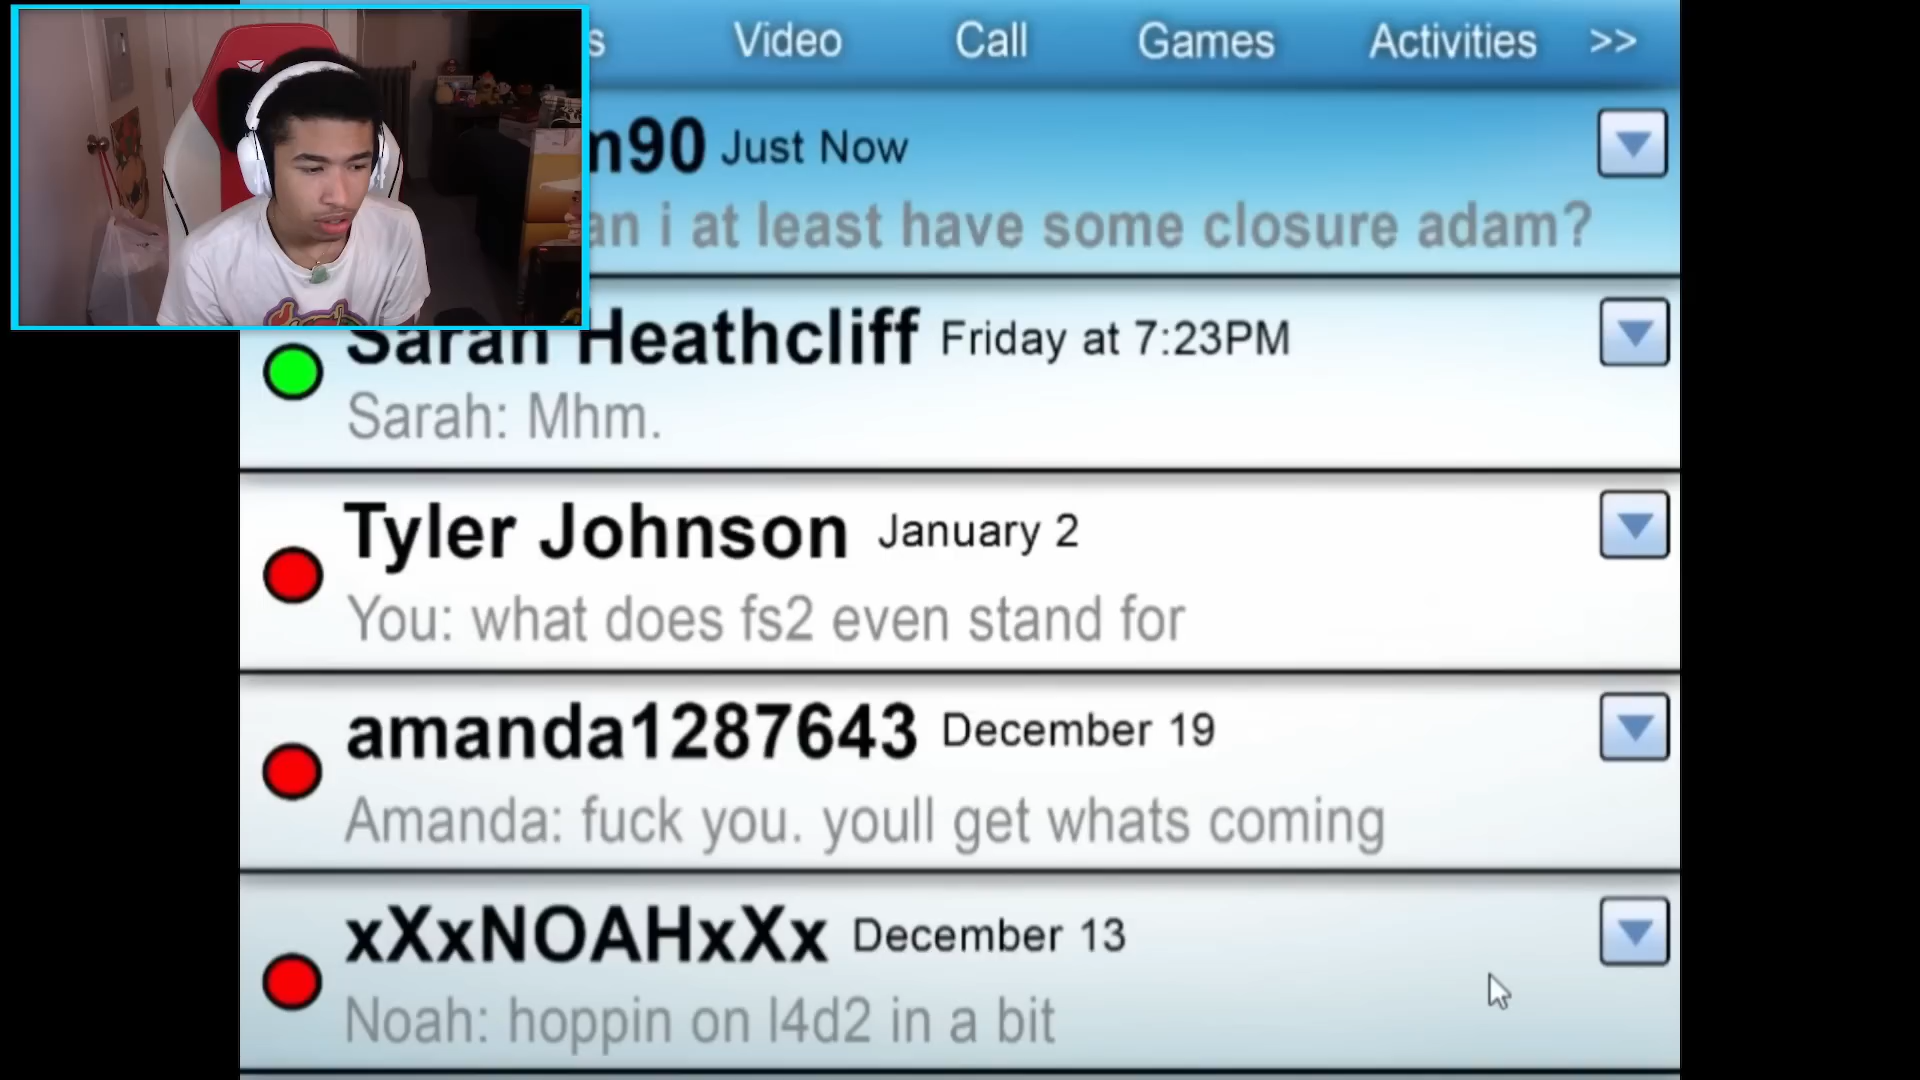 Video Call Games Activities >>
m90 Just Now
an i at least have some closure adam?
Sarah Heathcliff Friday at 7:23PM
Sarah: Mhm.
Tyler Johnson January 2
You: what does fs2 even stand for
amanda1287643 December 19
Amanda: fuck you. youll get whats coming
xXxNOAHxXx December 13
Noah: hoppin on l4d2 in a bit